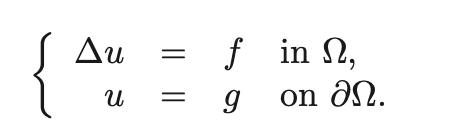 Δu = f in Ω,
u = g on ∂Ω.